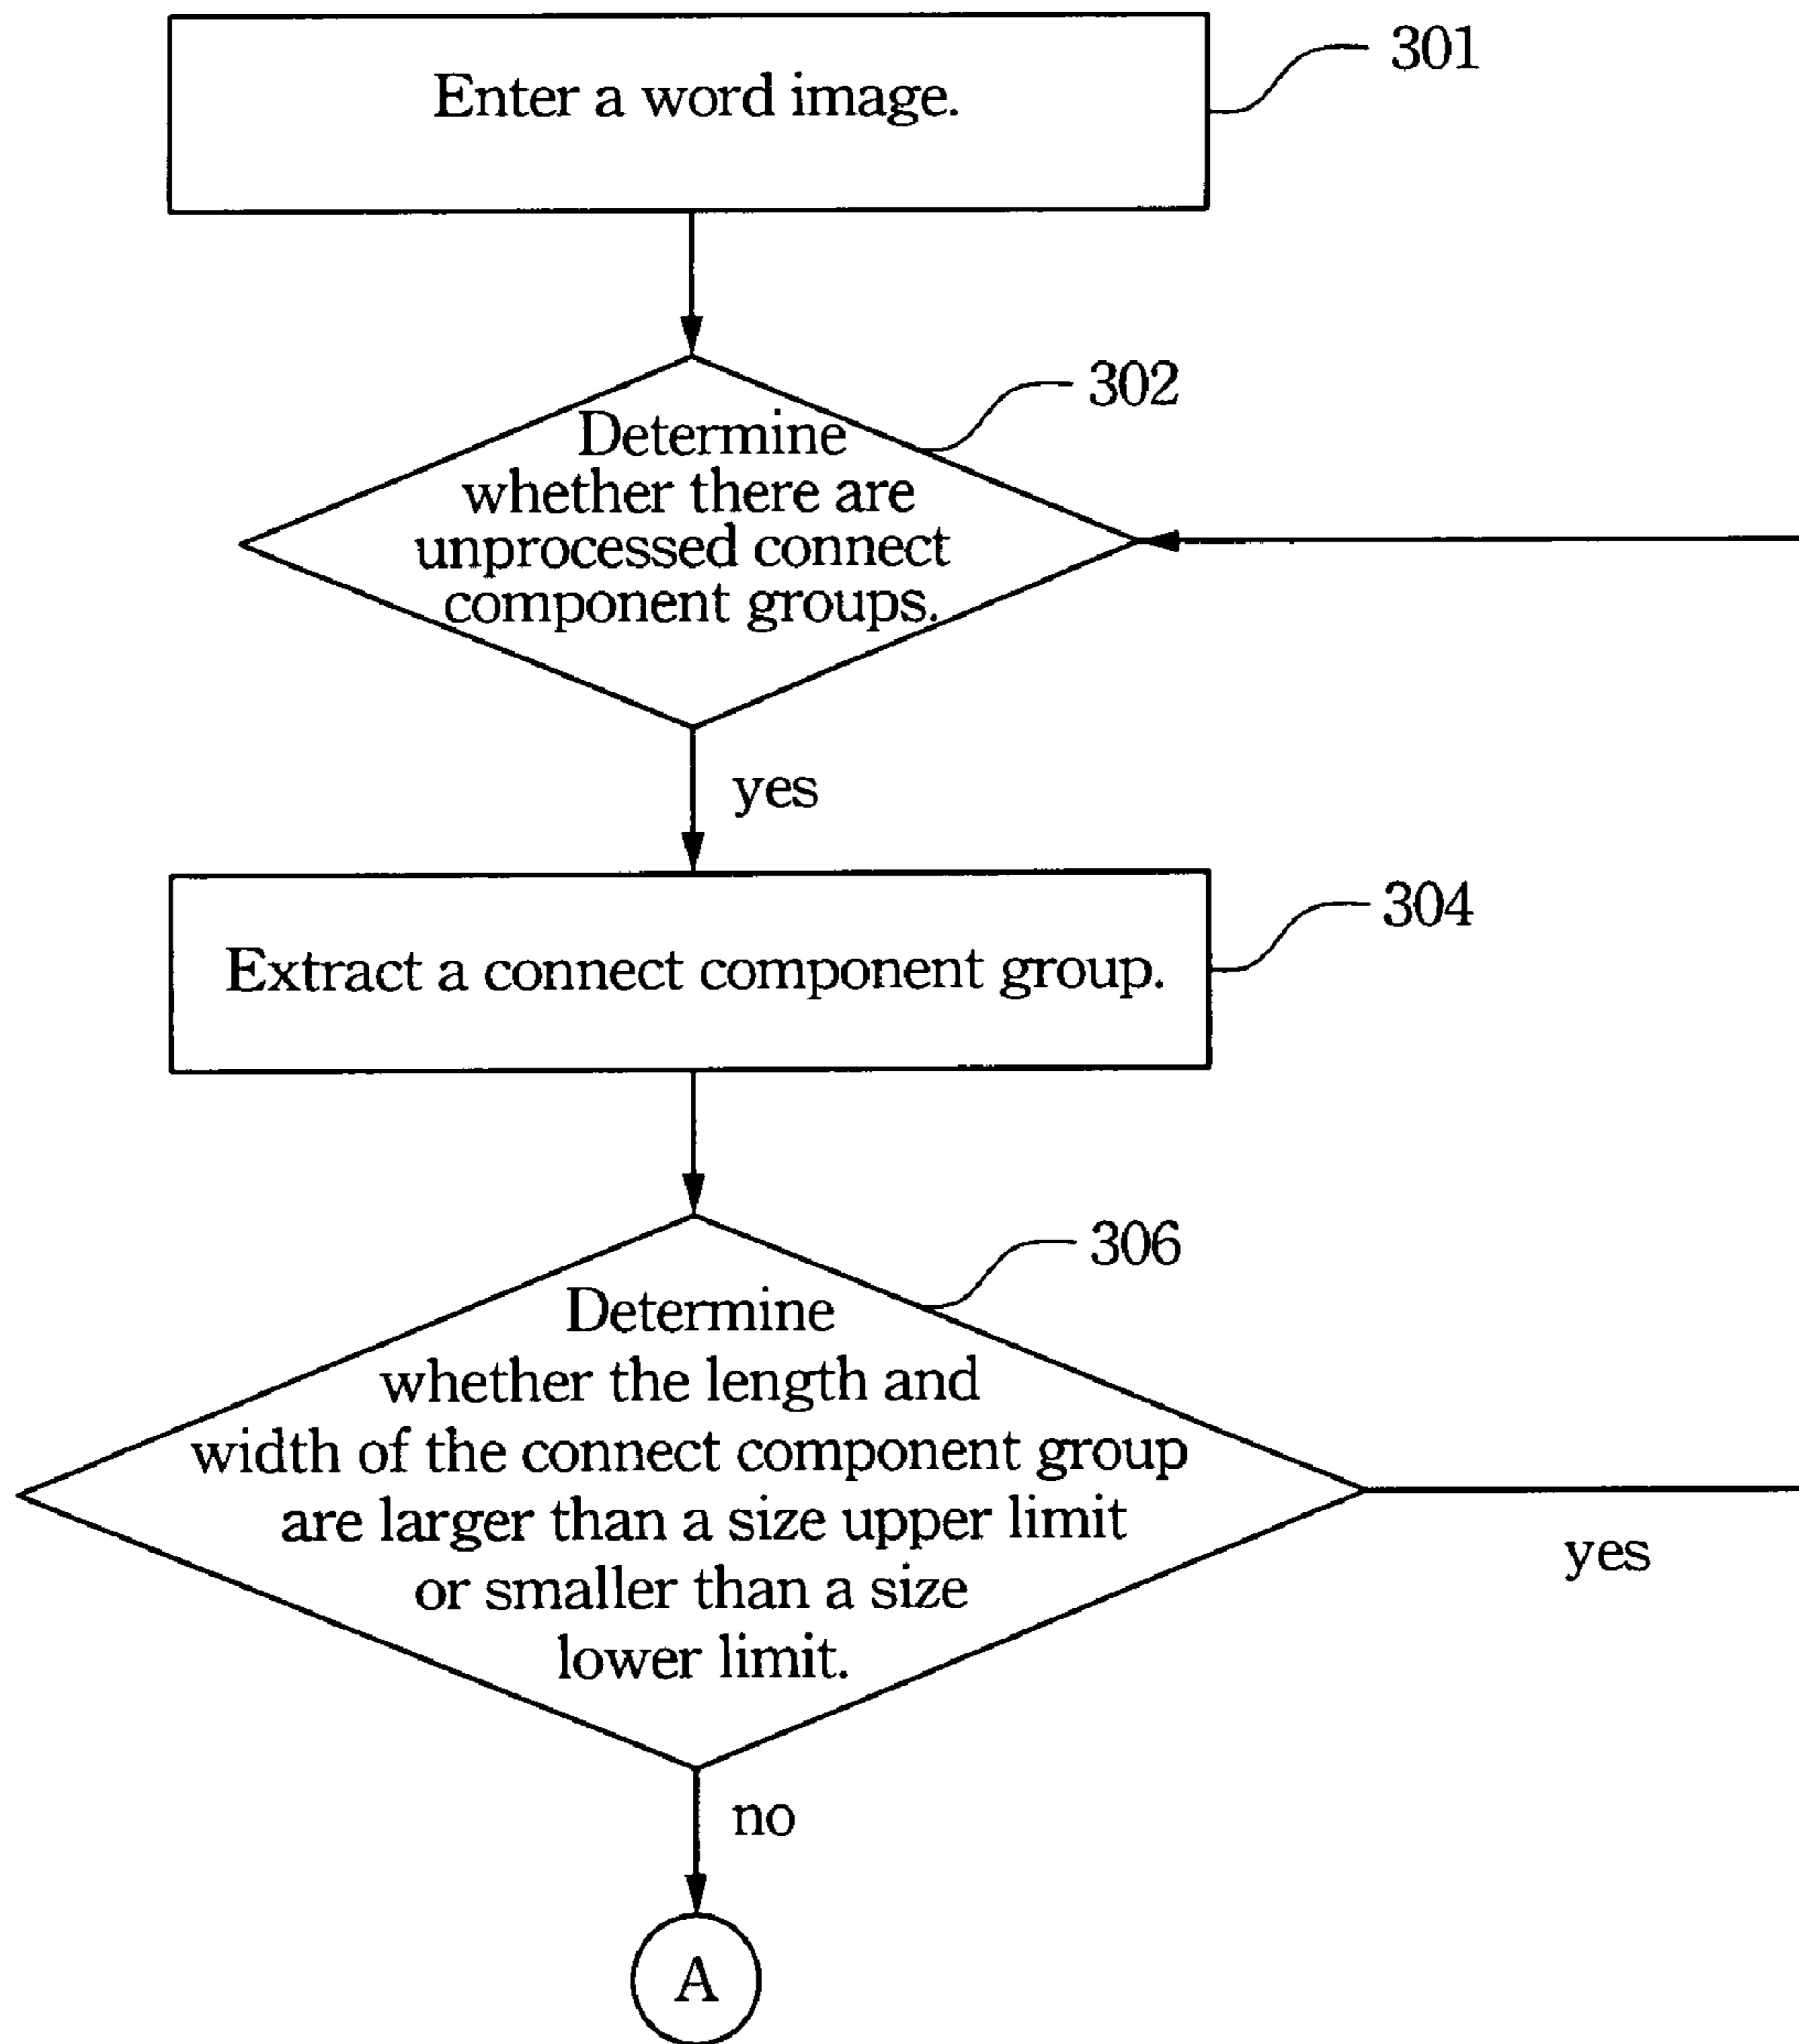 Enter a word image.
301
302
Determine
whether there are
unprocessed connect
component groups.
yes
304
Extract a connect component group.
306
Determine
whether the length and
width of the connect component group
are larger than a size upper limit
or smaller than a size
lower limit.
yes
no
A